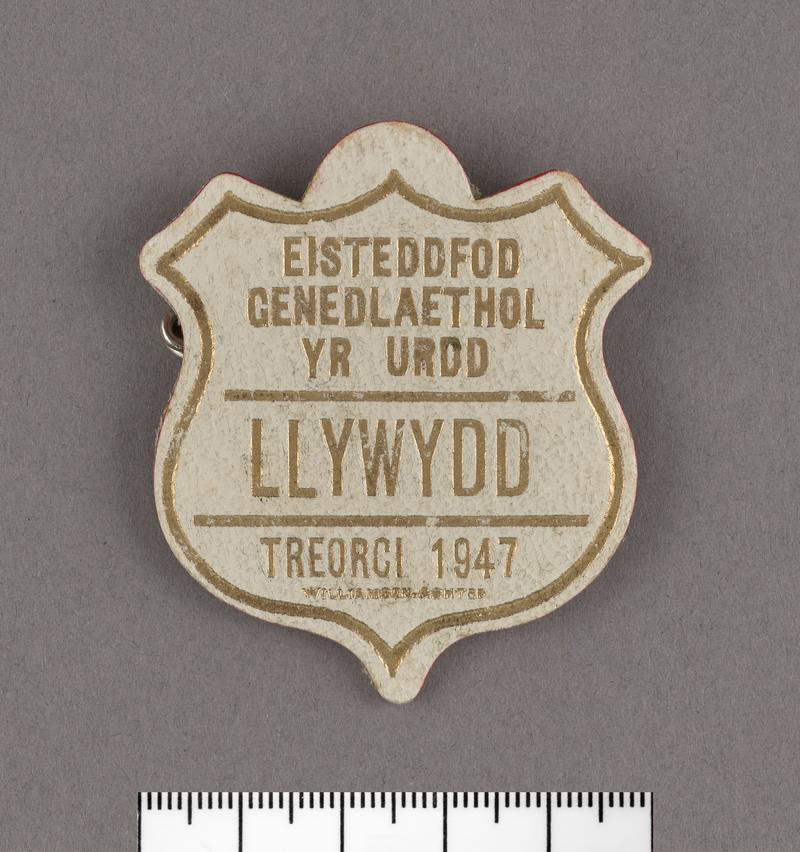 EISTEDDFOD
GENEDLAETHOL
YR URDD
LLYWYDD
TREORCI 1947